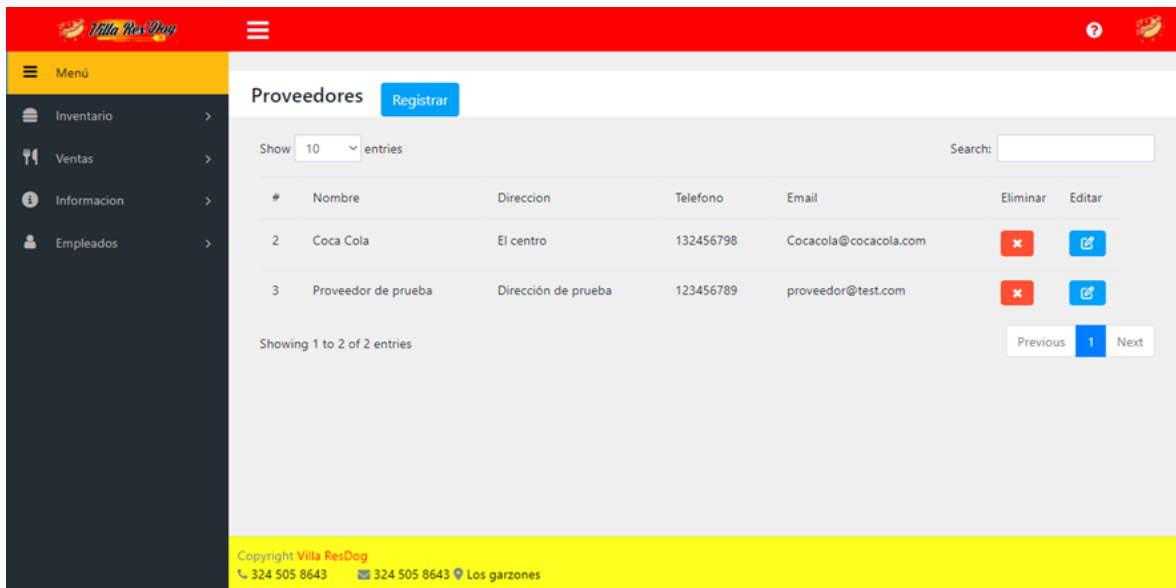 Villa Res'Dog
Menú
Inventario
Ventas
Informacion
Empleados
Proveedores Registrar
Show 10 entries Search:
# Nombre Direccion Telefono Email Eliminar Editar
2 Coca Cola El centro 132456798 Cocacola@cocacola.com
3 Proveedor de prueba Dirección de prueba 123456789 proveedor@test.com
Showing 1 to 2 of 2 entries Previous 1 Next
Copyright Villa ResDog
324 505 8643 324 505 8643 Los garzones